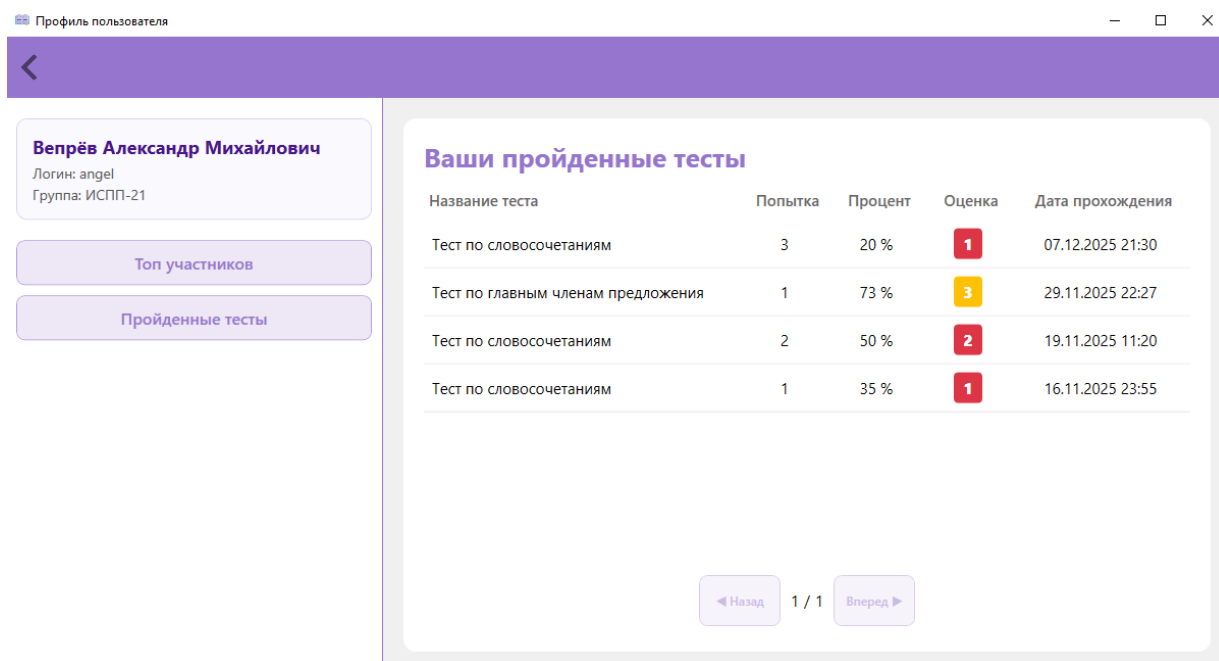 Профиль пользователя
Вепрёв Александр Михайлович
Логин: angel
Группа: ИСПП-21
Топ участников
Пройденные тесты
Ваши пройденные тесты
Название теста Попытка Процент Оценка Дата прохождения
Тест по словосочетаниям 3 20 % 1 07.12.2025 21:30
Тест по главным членам предложения 1 73 % 3 29.11.2025 22:27
Тест по словосочетаниям 2 50 % 2 19.11.2025 11:20
Тест по словосочетаниям 1 35 % 1 16.11.2025 23:55
◀ Назад 1 / 1 Вперед ▶